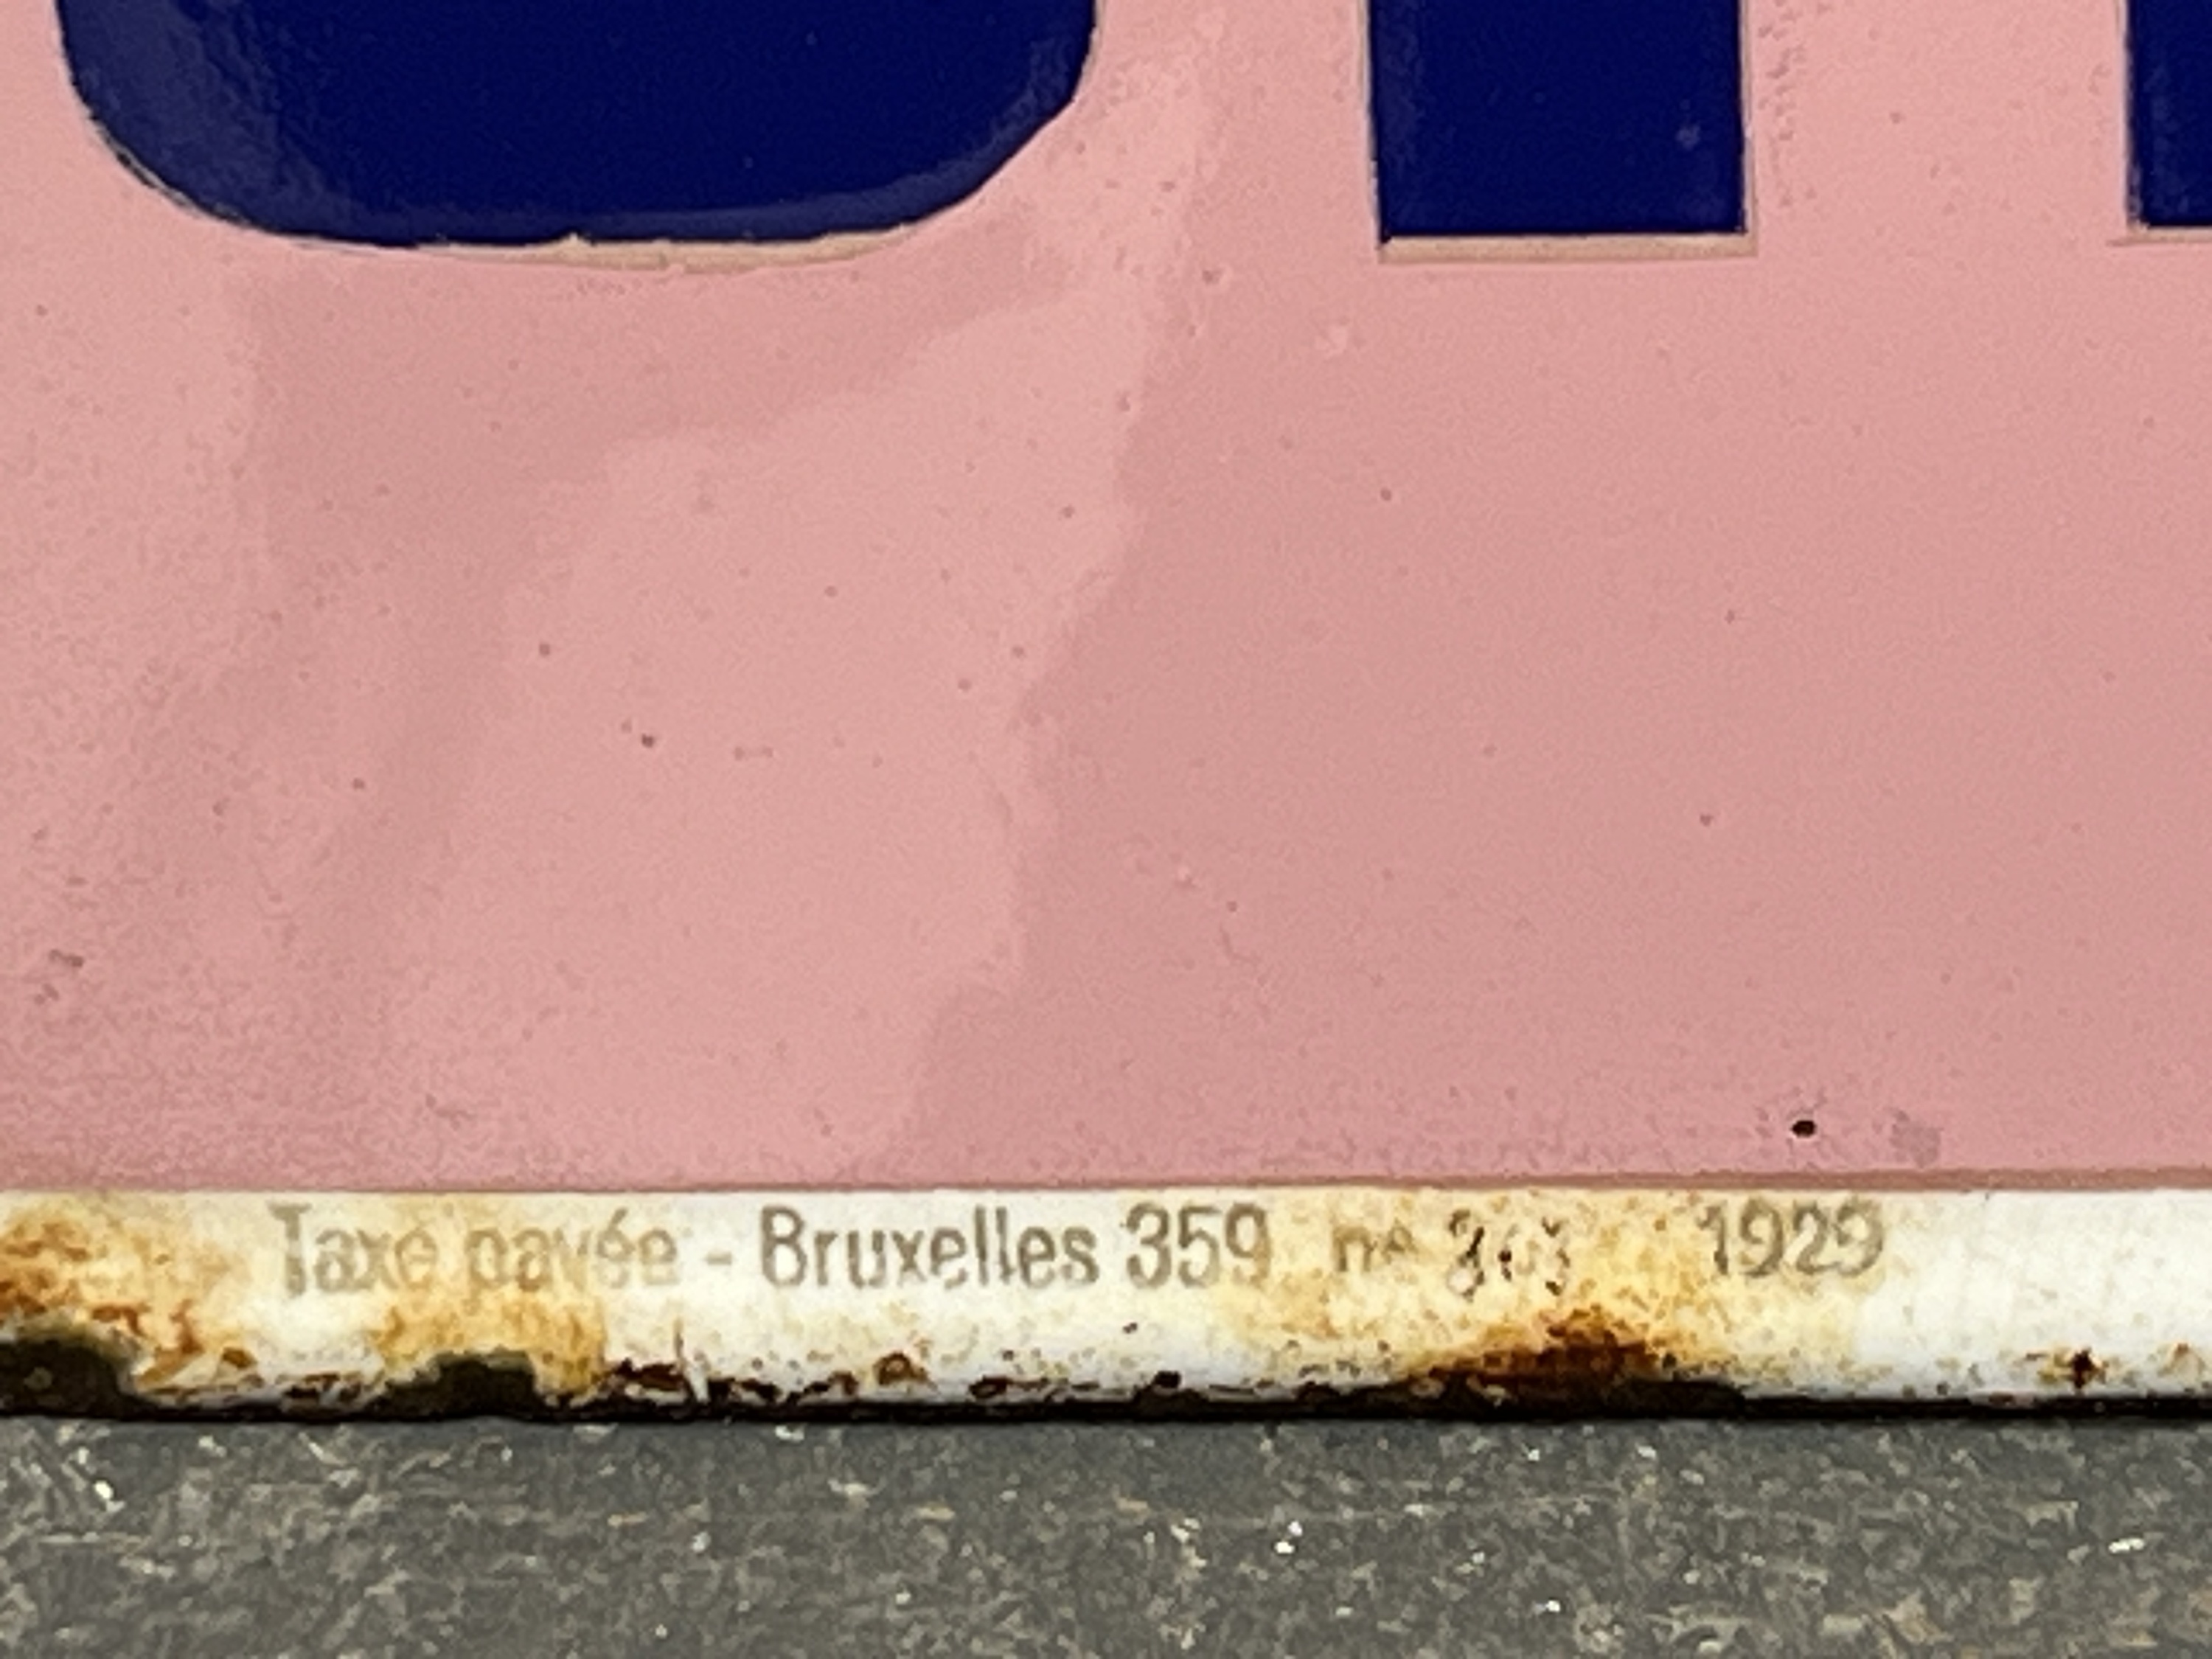 Taxe payée - Bruxelles 359 1929